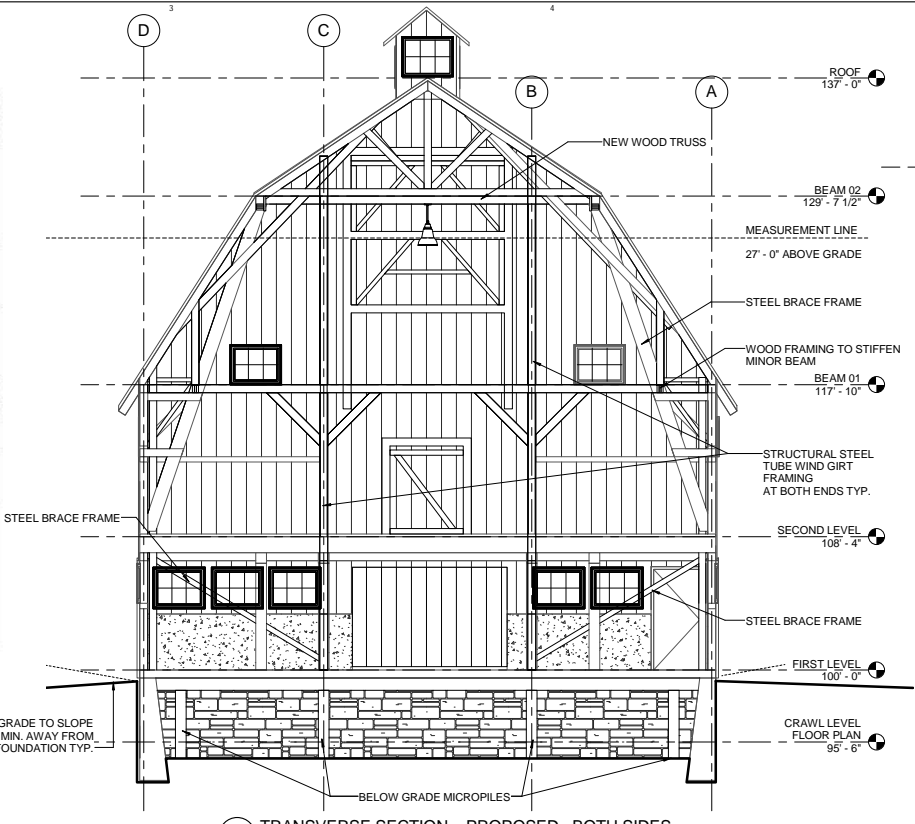 3
4
D
C
B
A
ROOF
137' - 0"
NEW WOOD TRUSS
BEAM 02
129' - 7 1/2"
MEASUREMENT LINE
27' - 0" ABOVE GRADE
STEEL BRACE FRAME
WOOD FRAMING TO STIFFEN
MINOR BEAM
BEAM 01
117' - 10"
STRUCTURAL STEEL
TUBE WIND GIRT
FRAMING
AT BOTH ENDS TYP.
STEEL BRACE FRAME
SECOND LEVEL
108' - 4"
STEEL BRACE FRAME
FIRST LEVEL
100' - 0"
GRADE TO SLOPE
MIN. AWAY FROM
FOUNDATION TYP.
CRAWL LEVEL
FLOOR PLAN
95' - 6"
BELOW GRADE MICROPILES
TRANSVERSE SECTION - PROPOSED - BOTH SIDES